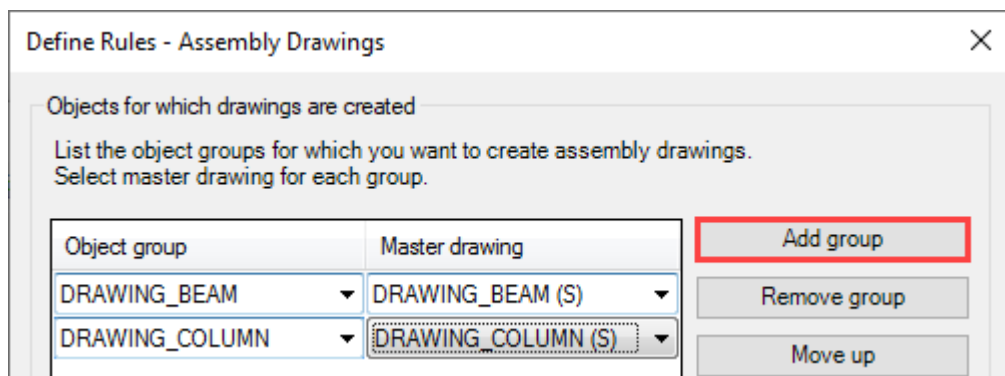 Define Rules - Assembly Drawings
Objects for which drawings are created
List the object groups for which you want to create assembly drawings.
Select master drawing for each group.
Object group Master drawing Add group
DRAWING_BEAM DRAWING_BEAM (S) Remove group
DRAWING_COLUMN DRAWING_COLUMN (S) Move up